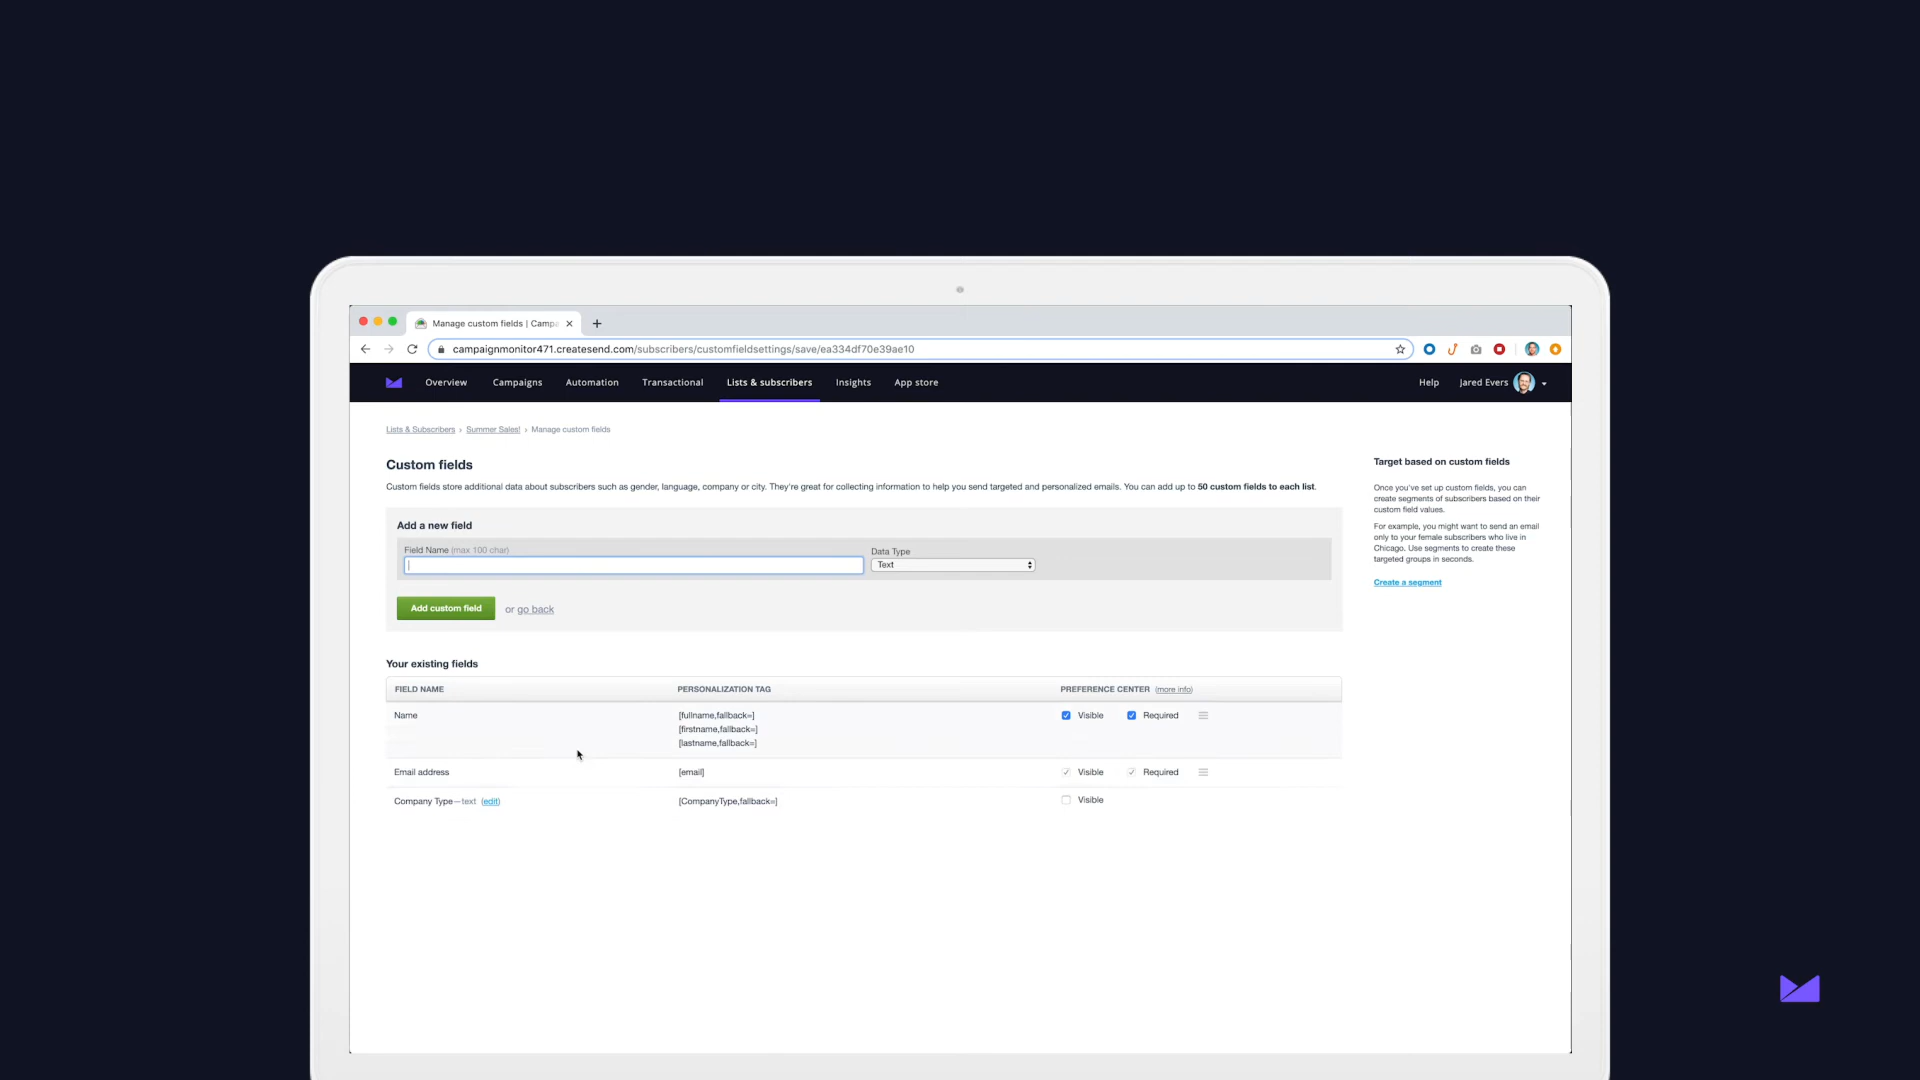 Manage custom fields | Campa
campaignmonitor471.createsend.com/subscribers/customfieldsettings/save/ea334df70e39ae10
Overview Campaigns Automation Transactional Lists & subscribers Insights App store Help Jared Evers
Lists & Subscribers › Summer Sales! › Manage custom fields
Custom fields
Custom fields store additional data about subscribers such as gender, language, company or city. They're great for collecting information to help you send targeted and personalized emails. You can add up to 50 custom fields to each list.
Add a new field
Field Name (max 100 char) Data Type
Text
Add custom field or go back
Your existing fields
FIELD NAME PERSONALIZATION TAG PREFERENCE CENTER (more info)
Name [fullname,fallback=] Visible Required
[firstname,fallback=]
[lastname,fallback=]
Email address [email] Visible Required
Company Type—text (edit) [CompanyType,fallback=] Visible
Target based on custom fields
Once you've set up custom fields, you can
create segments of subscribers based on their
custom field values.
For example, you might want to send an email
only to your female subscribers who live in
Chicago. Use segments to create these
targeted groups in seconds.
Create a segment